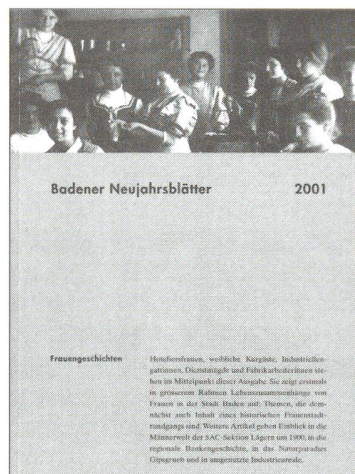 Badener Neujahrsblätter 2001
Frauengeschichten
Hoteliersfrauen, weibliche Kurgäste, Industriellen-
gattinnen, Dienstmägde und Fabrikarbeiterinnen ste-
hen im Mittelpunkt dieser Ausgabe. Sie zeigt erstmals
in grösserem Rahmen Lebenszusammenhänge von
Frauen in der Stadt Baden auf: Themen, die dem-
nächst auch Inhalt eines historischen Frauenstadt-
rundgangs sind. Weitere Artikel geben Einblick in die
Männerwelt der SAC-Sektion Lägern um 1900, in die
regionale Bankengeschichte, in das Naturparadies
Gipsgrueb und in umgenutzte Industrieareale.